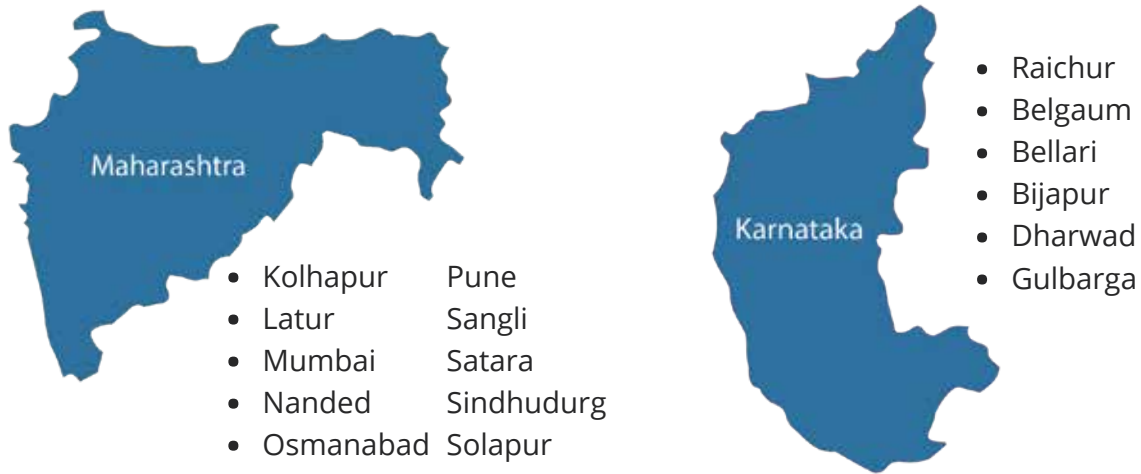 Maharashtra
• Kolhapur Pune
• Latur Sangli
• Mumbai Satara
• Nanded Sindhudurg
• Osmanabad Solapur
Karnataka
• Raichur
• Belgaum
• Bellari
• Bijapur
• Dharwad
• Gulbarga